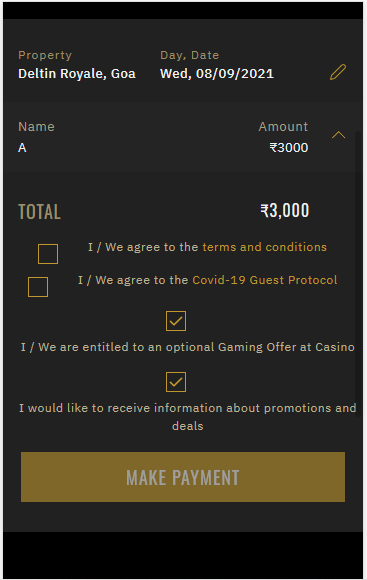 Property Day, Date
Deltin Royale, Goa Wed, 08/09/2021
Name Amount
A ₹3000
TOTAL ₹3,000
I / We agree to the terms and conditions
I / We agree to the Covid-19 Guest Protocol
I / We are entitled to an optional Gaming Offer at Casino
I would like to receive information about promotions and
deals
MAKE PAYMENT